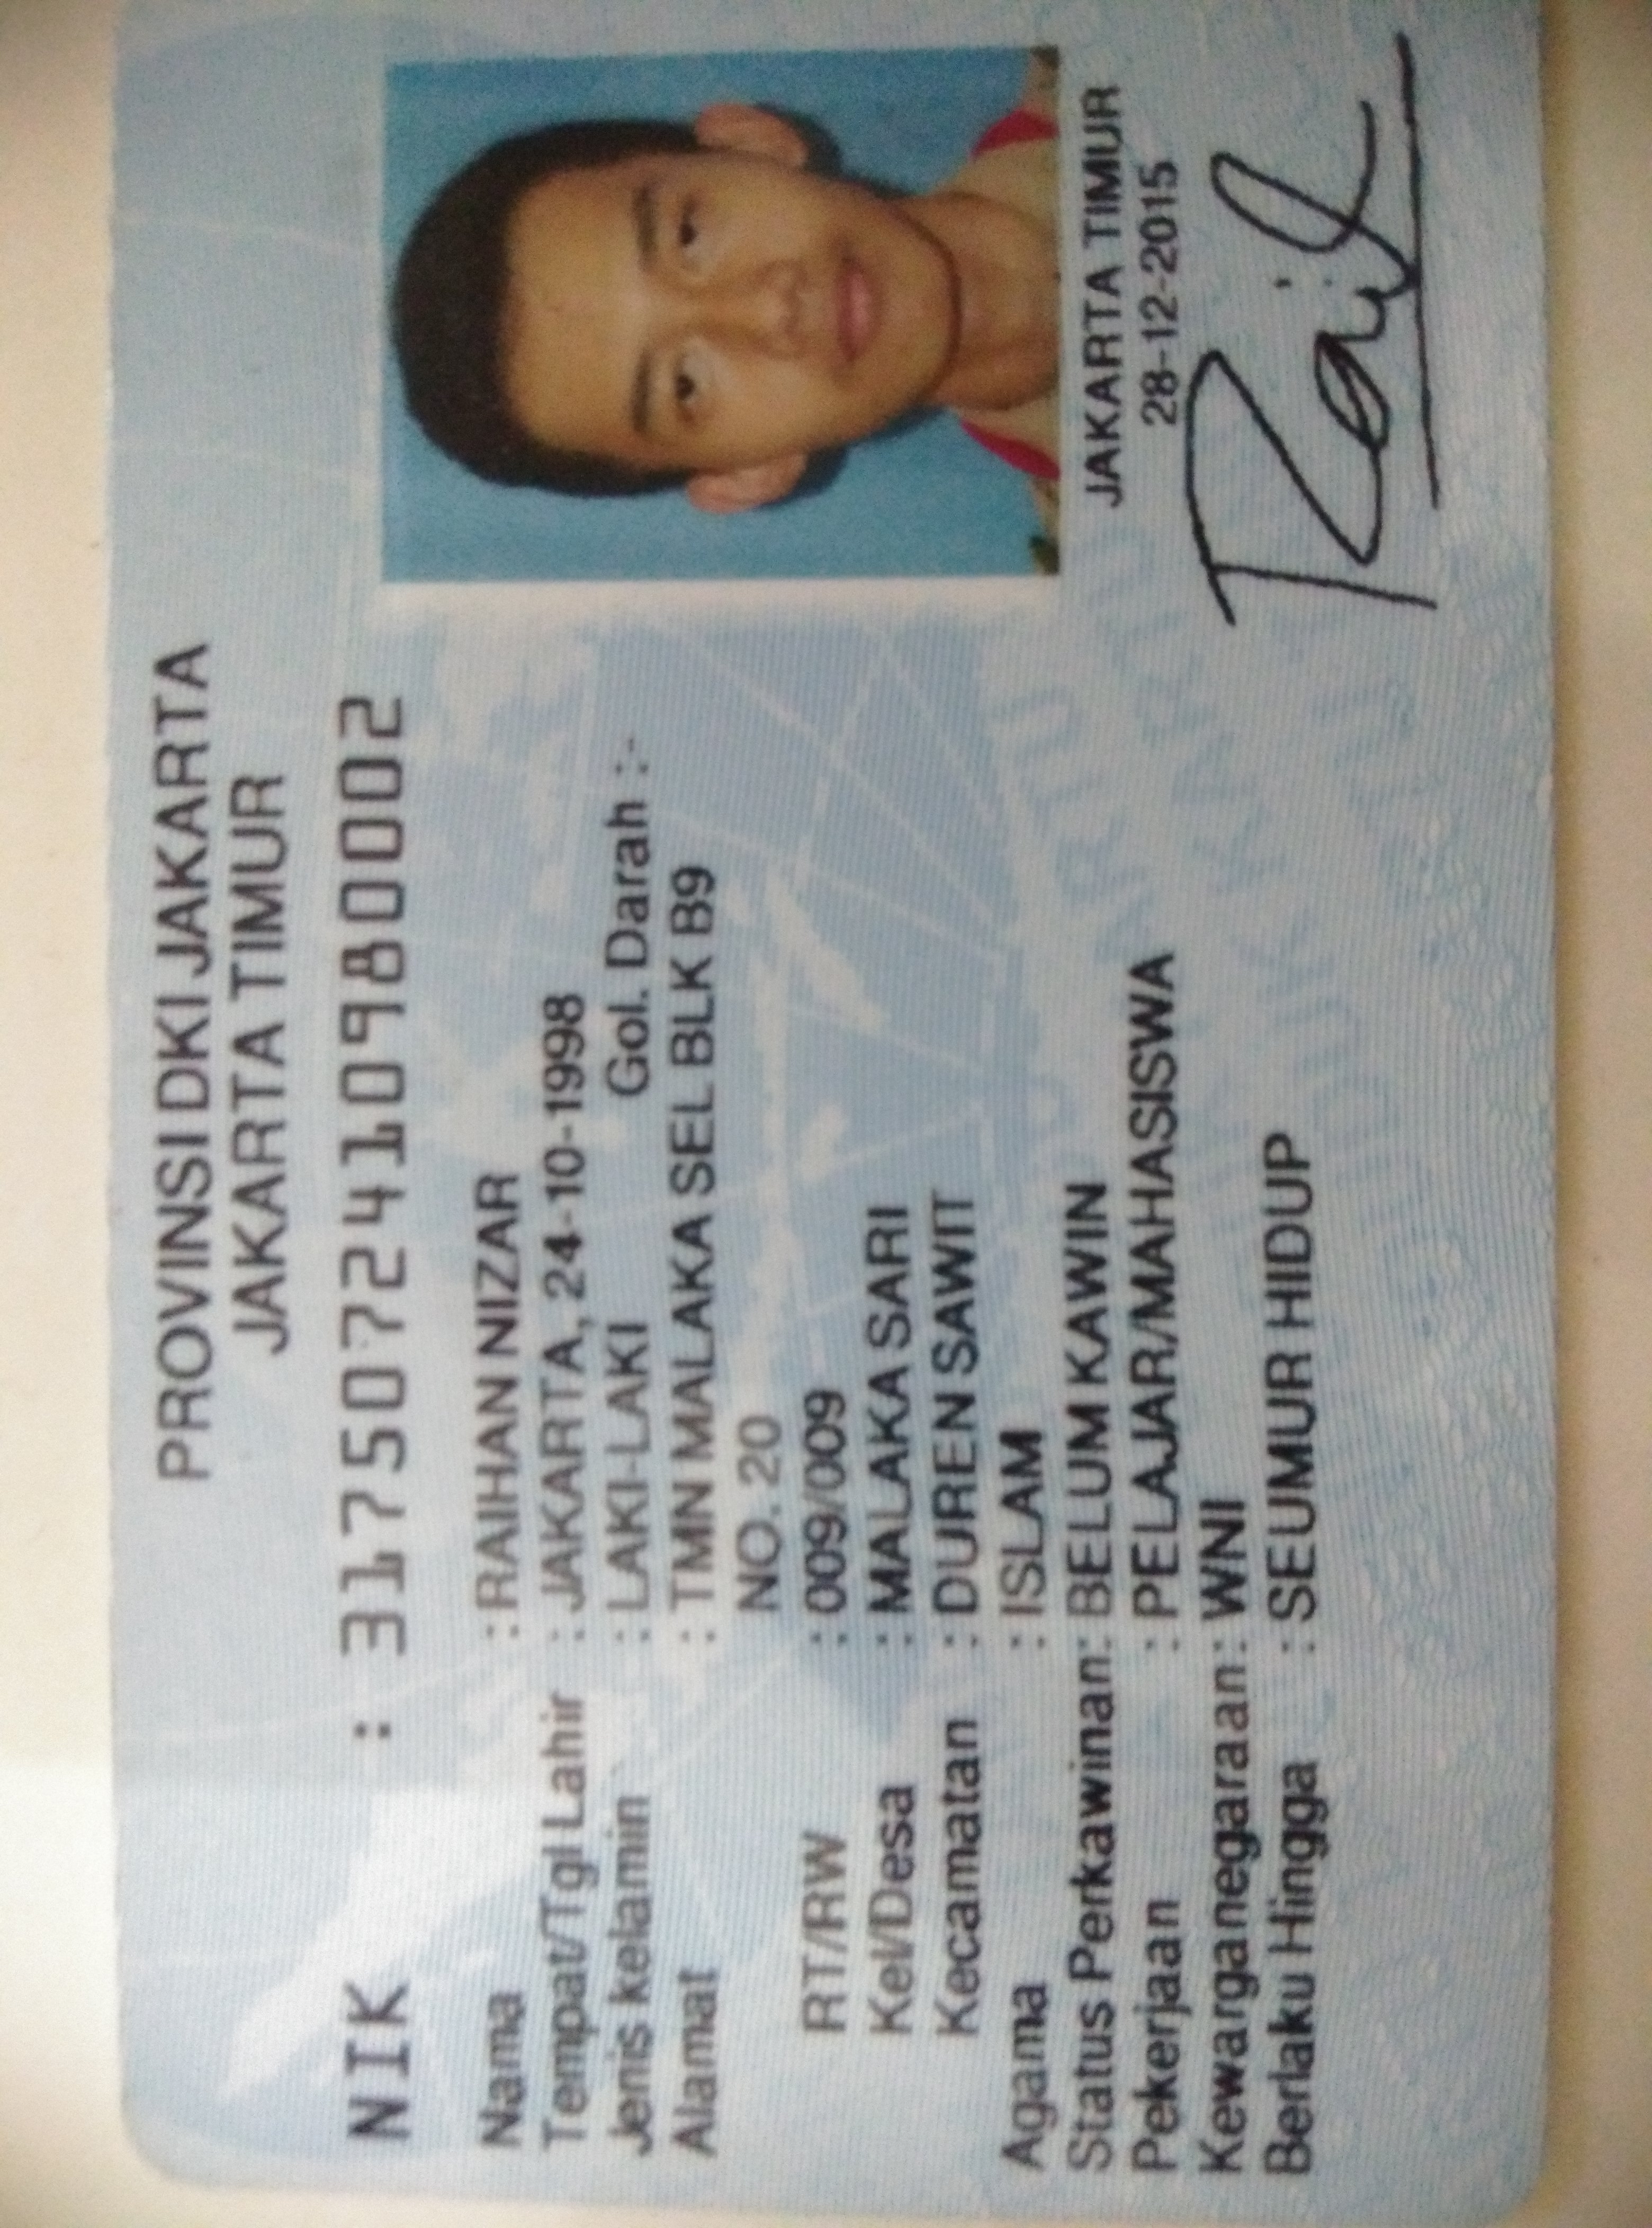 PROVINSI DKI JAKARTA
JAKARTA TIMUR
NIK : 3175072410980002
Nama : RAIHAN NIZAR
Tempat/Tgl Lahir : JAKARTA, 24-10-1998
Jenis kelamin : LAKI-LAKI Gol. Darah :-
Alamat : TMN MALAKA SEL BLK B9
NO. 20
RT/RW : 009/009
Kel/Desa : MALAKA SARI
Kecamatan : DUREN SAWIT
Agama : ISLAM
Status Perkawinan: BELUM KAWIN
Pekerjaan : PELAJAR/MAHASISWA
Kewarganegaraan: WNI
Berlaku Hingga : SEUMUR HIDUP
JAKARTA TIMUR
28-12-2015